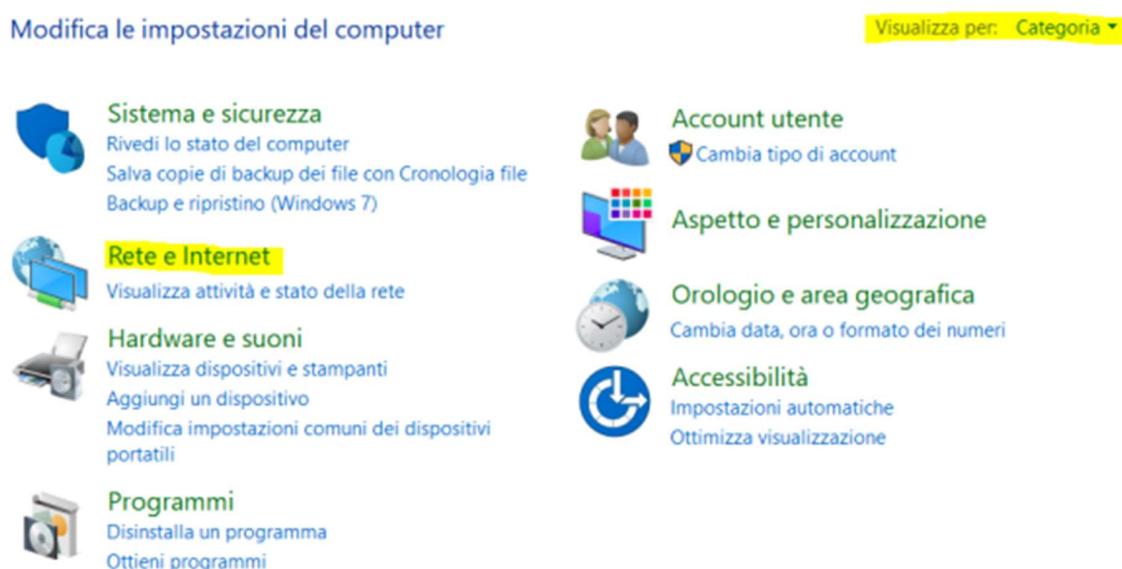 Modifica le impostazioni del computer
Visualizza per: Categoria
Sistema e sicurezza
Rivedi lo stato del computer
Salva copie di backup dei file con Cronologia file
Backup e ripristino (Windows 7)
Rete e Internet
Visualizza attività e stato della rete
Hardware e suoni
Visualizza dispositivi e stampanti
Aggiungi un dispositivo
Modifica impostazioni comuni dei dispositivi
portatili
Programmi
Disinstalla un programma
Ottieni programmi
Account utente
Cambia tipo di account
Aspetto e personalizzazione
Orologio e area geografica
Cambia data, ora o formato dei numeri
Accessibilità
Impostazioni automatiche
Ottimizza visualizzazione